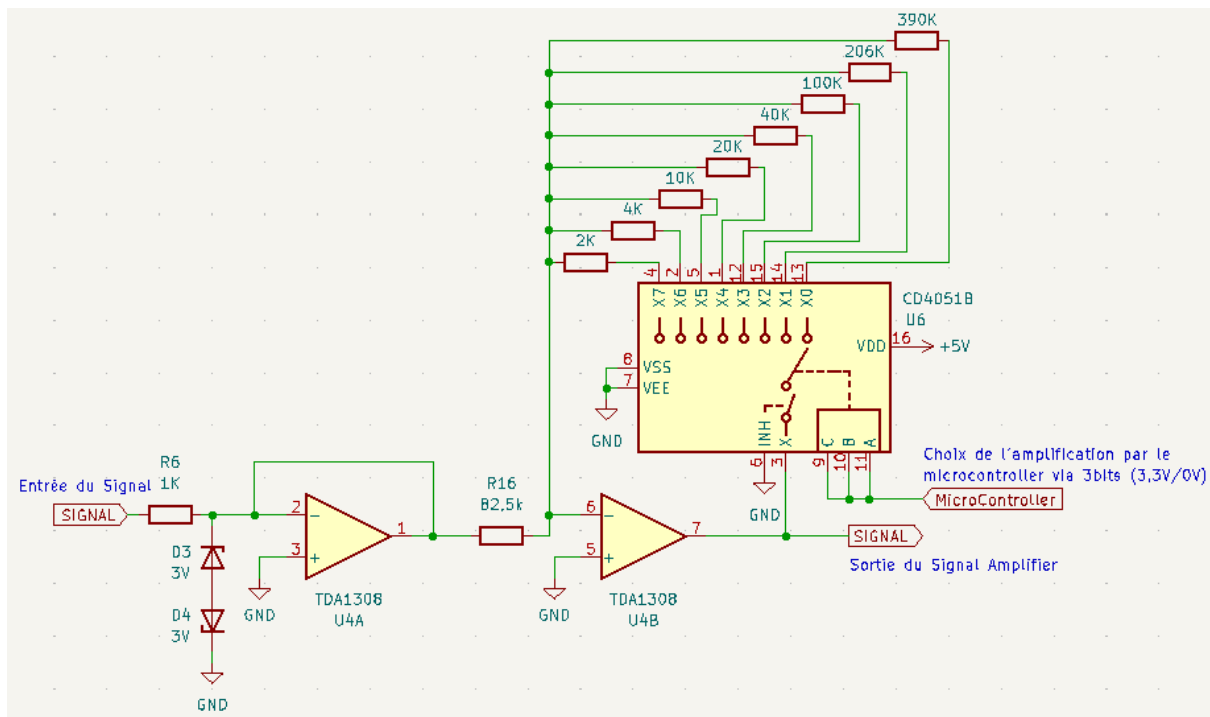 390K
206K
100K
40K
20K
10K
4K
2K
4
2
5
1
12
15
14
13
X7
X6
X5
X4
X3
X2
X1
X0
CD4051B
U6
VDD
16
+5V
8
VSS
7
VEE
GND
INH
X
C
B
A
6
3
9
10
11
GND
Choix de l'amplification par le
microcontroller via 3bits (3,3V/0V)
MicroController
Entrée du Signal
R6
1K
SIGNAL
2
-
3
+
1
TDA1308
U4A
GND
D3
3V
D4
3V
GND
R16
B2,5k
6
-
5
+
7
TDA1308
U4B
GND
SIGNAL
Sortie du Signal Amplifier